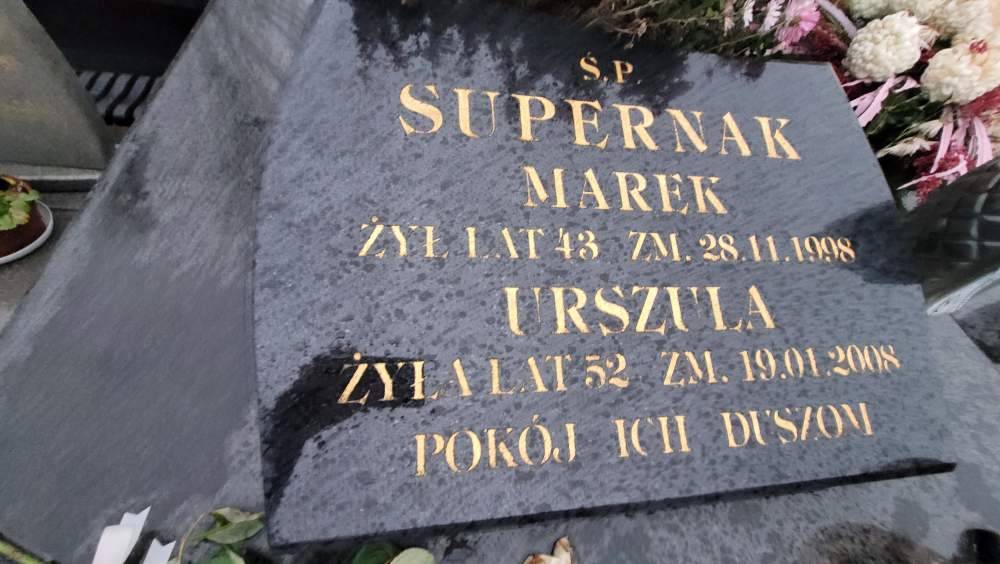 Ś.P.
SUPERNAK
MAREK
ŻYŁ LAT 43 ZM. 28.11.1998
URSZULA
ŻYŁA LAT 52 ZM. 19.01.2008
POKÓJ ICH DUSZOM